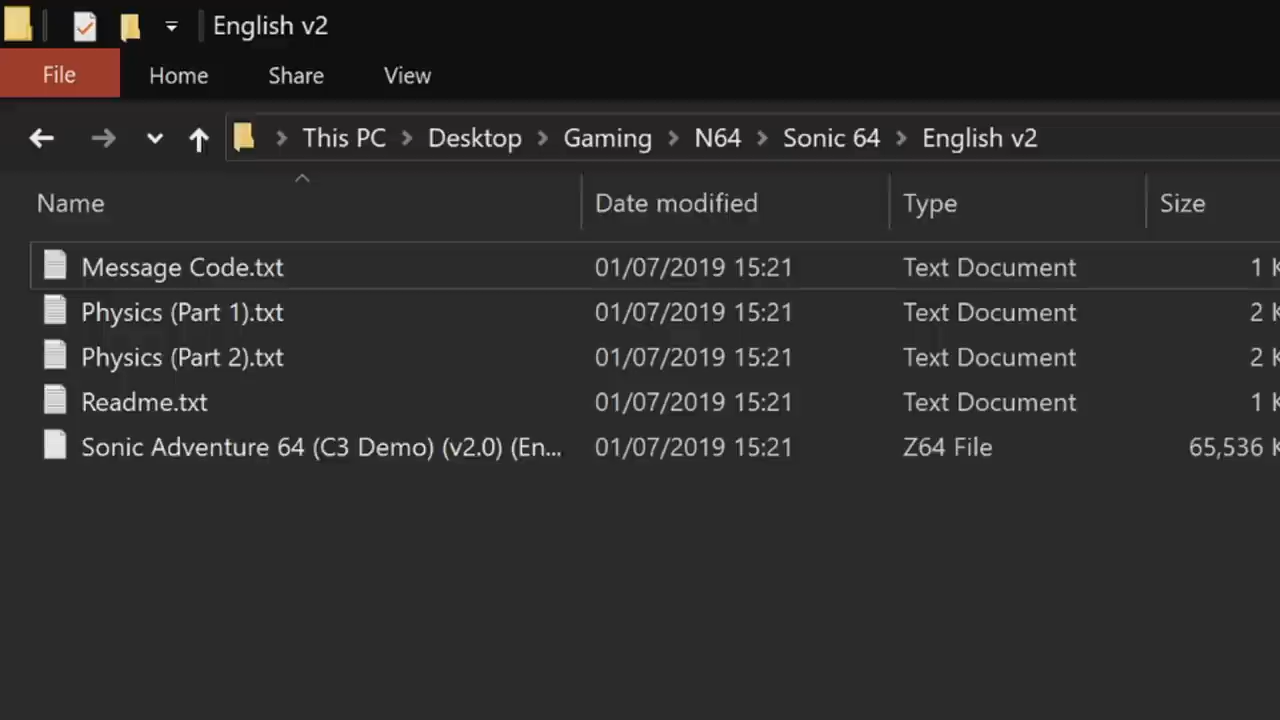 English v2
File Home Share View
This PC Desktop Gaming N64 Sonic 64 English v2
Name Date modified Type Size
Message Code.txt 01/07/2019 15:21 Text Document 1 K
Physics (Part 1).txt 01/07/2019 15:21 Text Document 2 K
Physics (Part 2).txt 01/07/2019 15:21 Text Document 2 K
Readme.txt 01/07/2019 15:21 Text Document 1 K
Sonic Adventure 64 (C3 Demo) (v2.0) (En... 01/07/2019 15:21 Z64 File 65,536 K